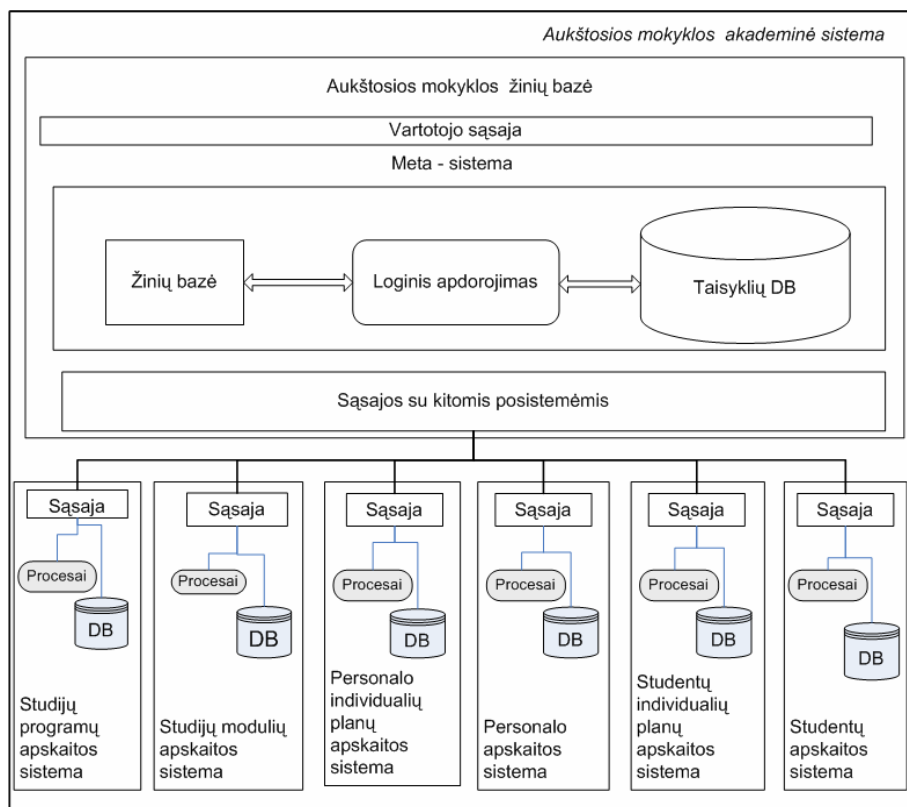 Aukštosios mokyklos akademinė sistema
Aukštosios mokyklos žinių bazė
Vartotojo sąsaja
Meta - sistema
Žinių bazė
Loginis apdorojimas
Taisyklių DB
Sąsajos su kitomis posistemėmis
Sąsaja
Procesai
DB
Studijų
programų
apskaitos
sistema
Sąsaja
Procesai
DB
Studijų modulių
apskaitos
sistema
Sąsaja
Procesai
DB
Personalo
individualių
planų
apskaitos
sistema
Sąsaja
Procesai
DB
Personalo
apskaitos
sistema
Sąsaja
Procesai
DB
Studentų
individualių
planų
apskaitos
sistema
Sąsaja
Procesai
DB
Studentų
apskaitos
sistema